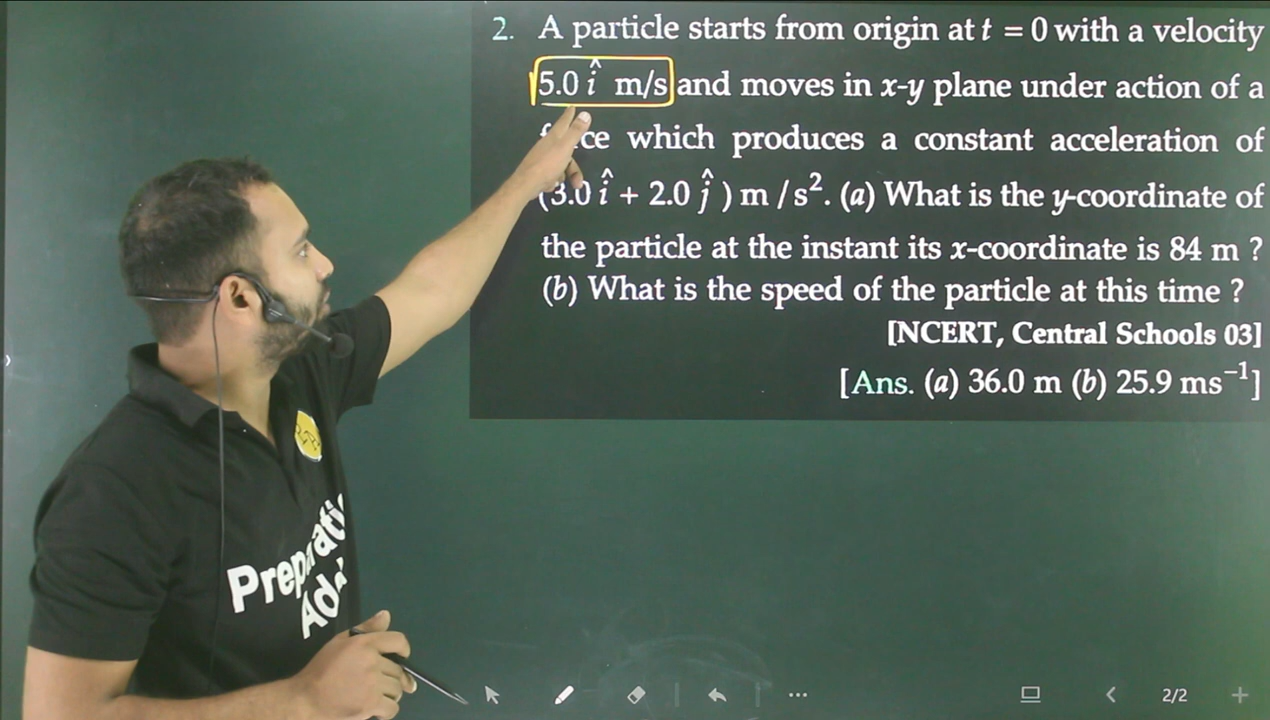 2. A particle starts from origin at t = 0 with a velocity
5.0 î m/s and moves in x-y plane under action of a
which produces a constant acceleration of
(3.0 î + 2.0 ĵ ) m / s². (a) What is the y-coordinate of
the particle at the instant its x-coordinate is 84 m ?
(b) What is the speed of the particle at this time ?
[NCERT, Central Schools 03]
[Ans. (a) 36.0 m (b) 25.9 ms⁻¹]
2/2